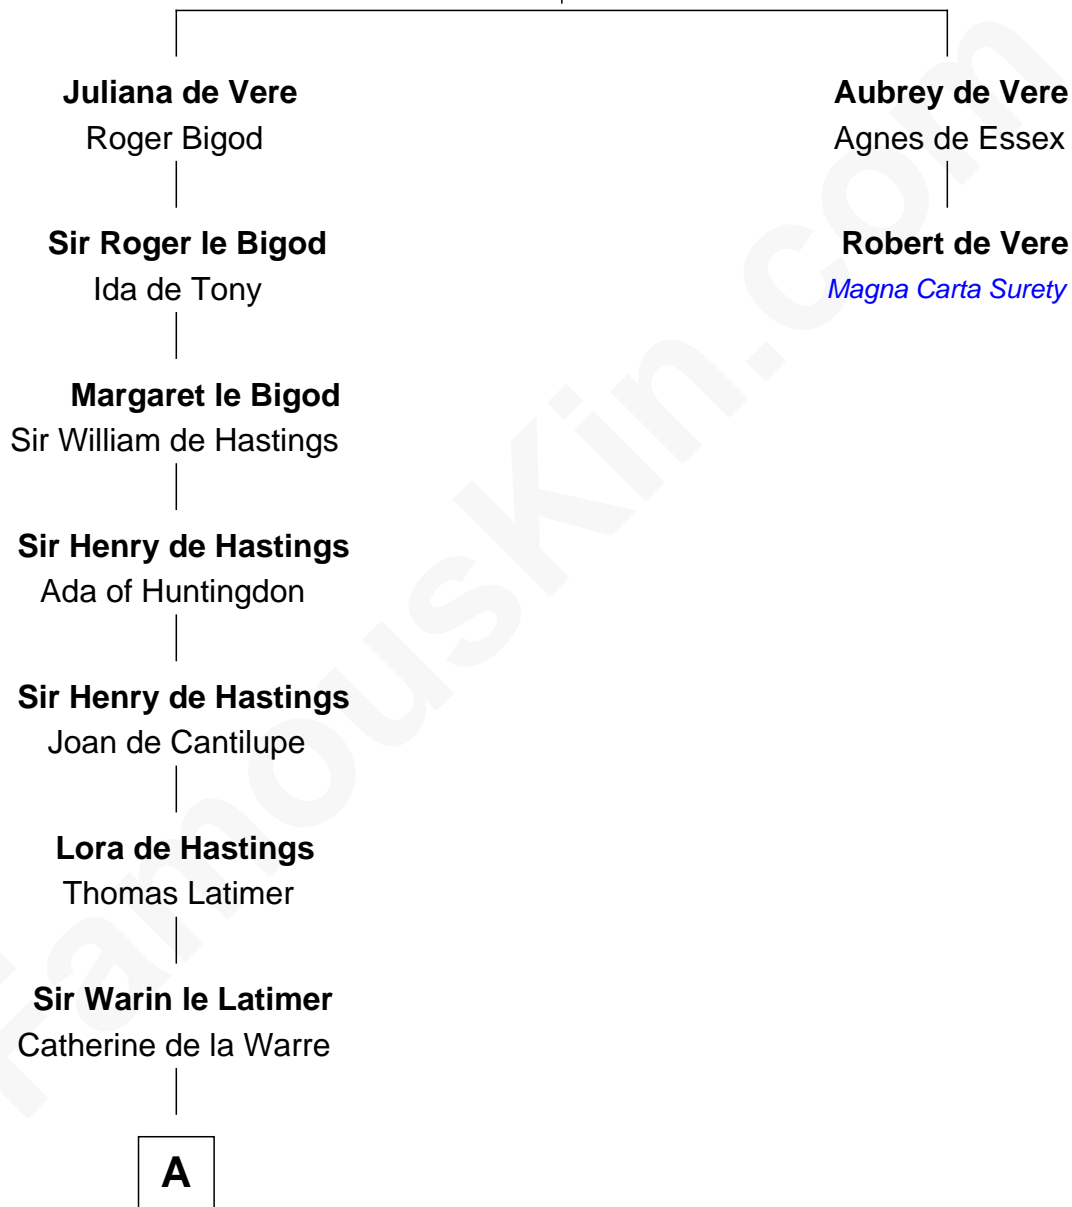 Juliana de Vere
Roger Bigod
Aubrey de Vere
Agnes de Essex
Sir Roger le Bigod
Ida de Tony
Robert de Vere
Magna Carta Surety
Margaret le Bigod
Sir William de Hastings
Sir Henry de Hastings
Ada of Huntingdon
Sir Henry de Hastings
Joan de Cantilupe
Lora de Hastings
Thomas Latimer
Sir Warin le Latimer
Catherine de la Warre
A
FamousKin.com